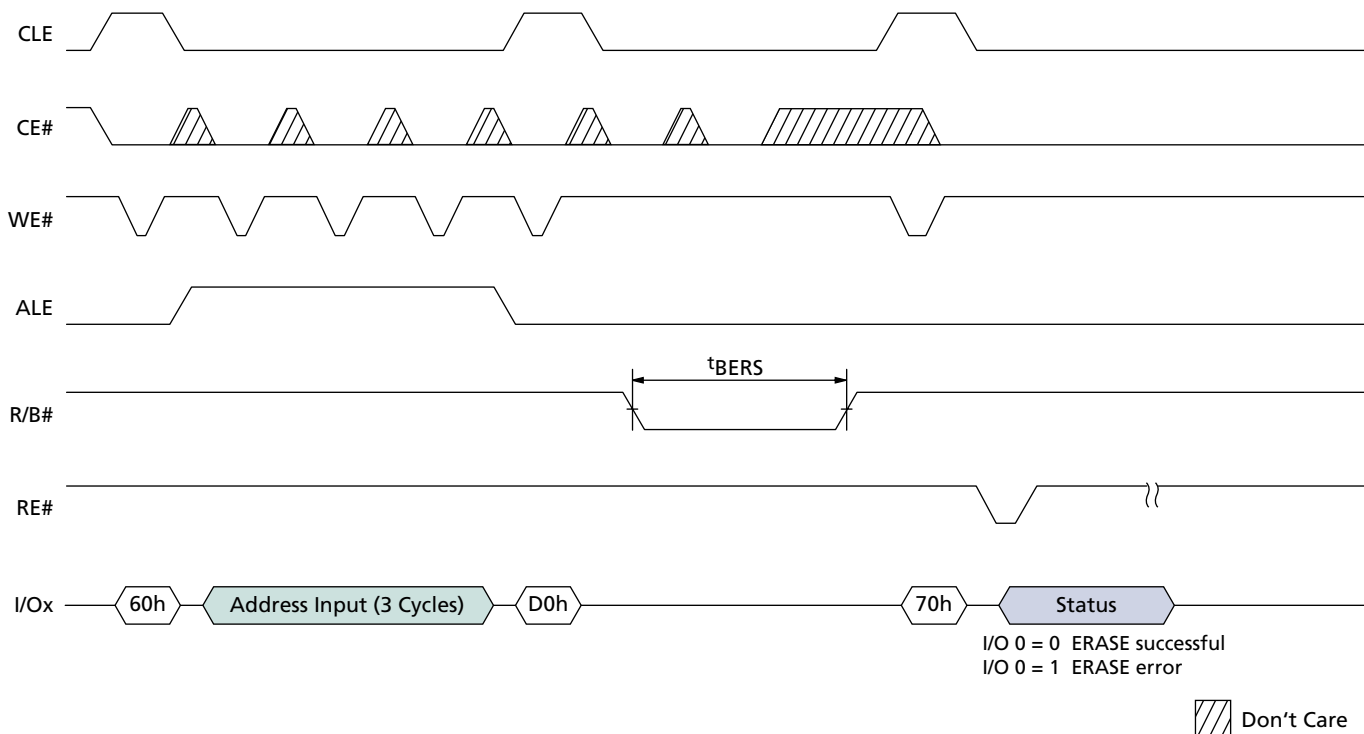 CLE
CE#
WE#
ALE
tBERS
R/B#
RE#
I/Ox
60h
Address Input (3 Cycles)
D0h
70h
Status
I/O 0 = 0 ERASE successful
I/O 0 = 1 ERASE error
Don't Care